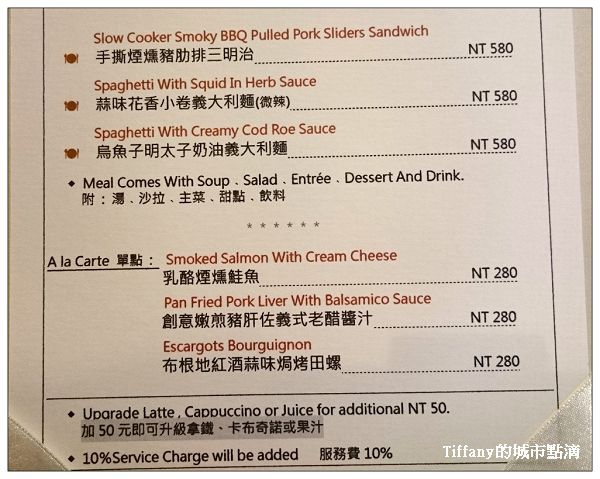 Slow Cooker Smoky BBQ Pulled Pork Sliders Sandwich
手撕煙燻豬肋排三明治 NT 580
Spaghetti With Squid In Herb Sauce
蒜味花香小卷義大利麵(微辣) NT 580
Spaghetti With Creamy Cod Roe Sauce
烏魚子明太子奶油義大利麵 NT 580
◆ Meal Comes With Soup、Salad、Entrée、Dessert And Drink.
附：湯、沙拉、主菜、甜點、飲料
* * * * * *
A la Carte 單點： Smoked Salmon With Cream Cheese
乳酪煙燻鮭魚 NT 280
Pan Fried Pork Liver With Balsamico Sauce
創意嫩煎豬肝佐義式老醋醬汁 NT 280
Escargots Bourguignon
布根地紅酒蒜味焗烤田螺 NT 280
◆ Upgrade Latte , Cappuccino or Juice for additional NT 50.
加 50 元即可升級拿鐵、卡布奇諾或果汁
◆ 10%Service Charge will be added 服務費 10%
Tiffany的城市點滴